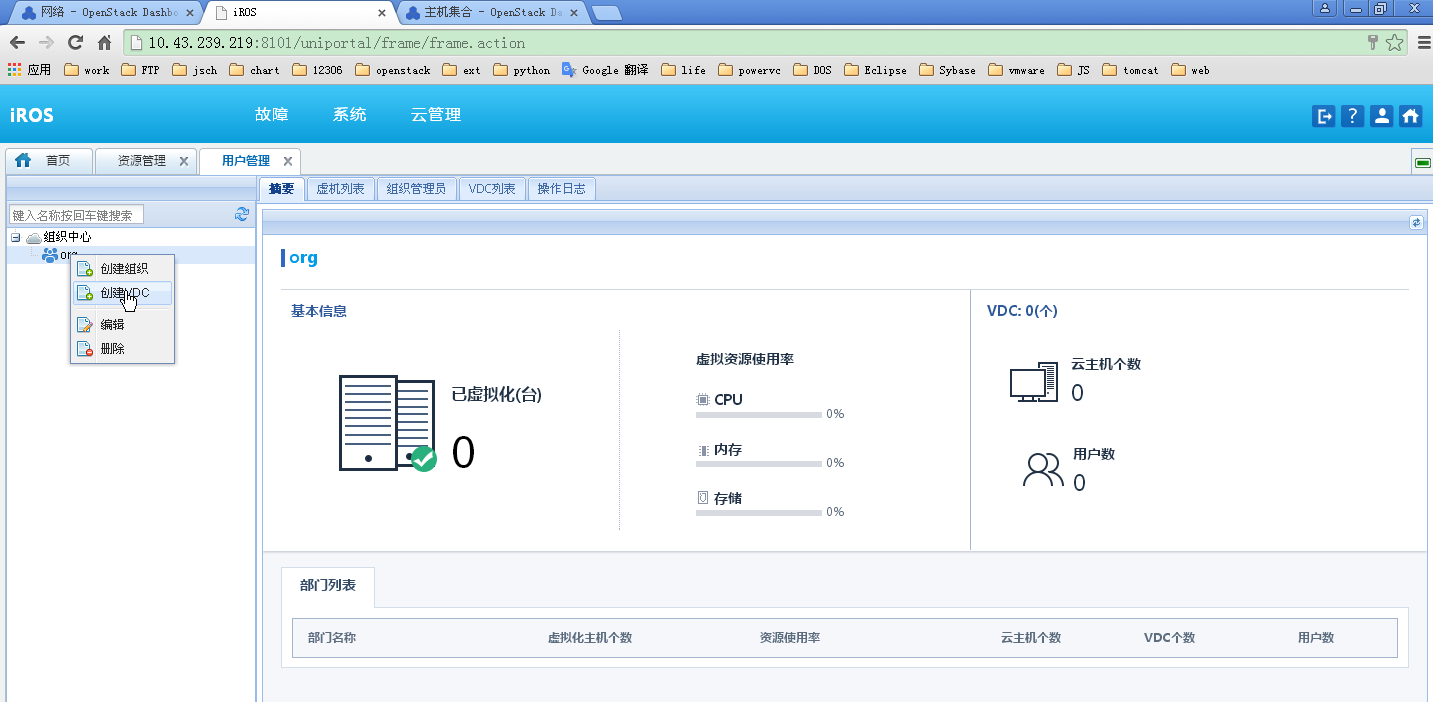 网络 - OpenStack Dashbo
iROS
主机集合 - OpenStack Da
10.43.239.219:8101/uniportal/frame/frame.action
应用 work FTP jsch chart 12306 openstack ext python Google 翻译 life powervc DOS Eclipse Sybase vmware JS tomcat web
iROS 故障 系统 云管理
首页 资源管理 用户管理
摘要 虚机列表 组织管理员 VDC列表 操作日志
键入名称按回车键搜索
组织中心
org
创建组织
创建VDC
编辑
删除
org
基本信息
已虚拟化(台)
0
虚拟资源使用率
CPU
0%
内存
0%
存储
0%
VDC: 0(个)
云主机个数
0
用户数
0
部门列表
部门名称 虚拟化主机个数 资源使用率 云主机个数 VDC个数 用户数